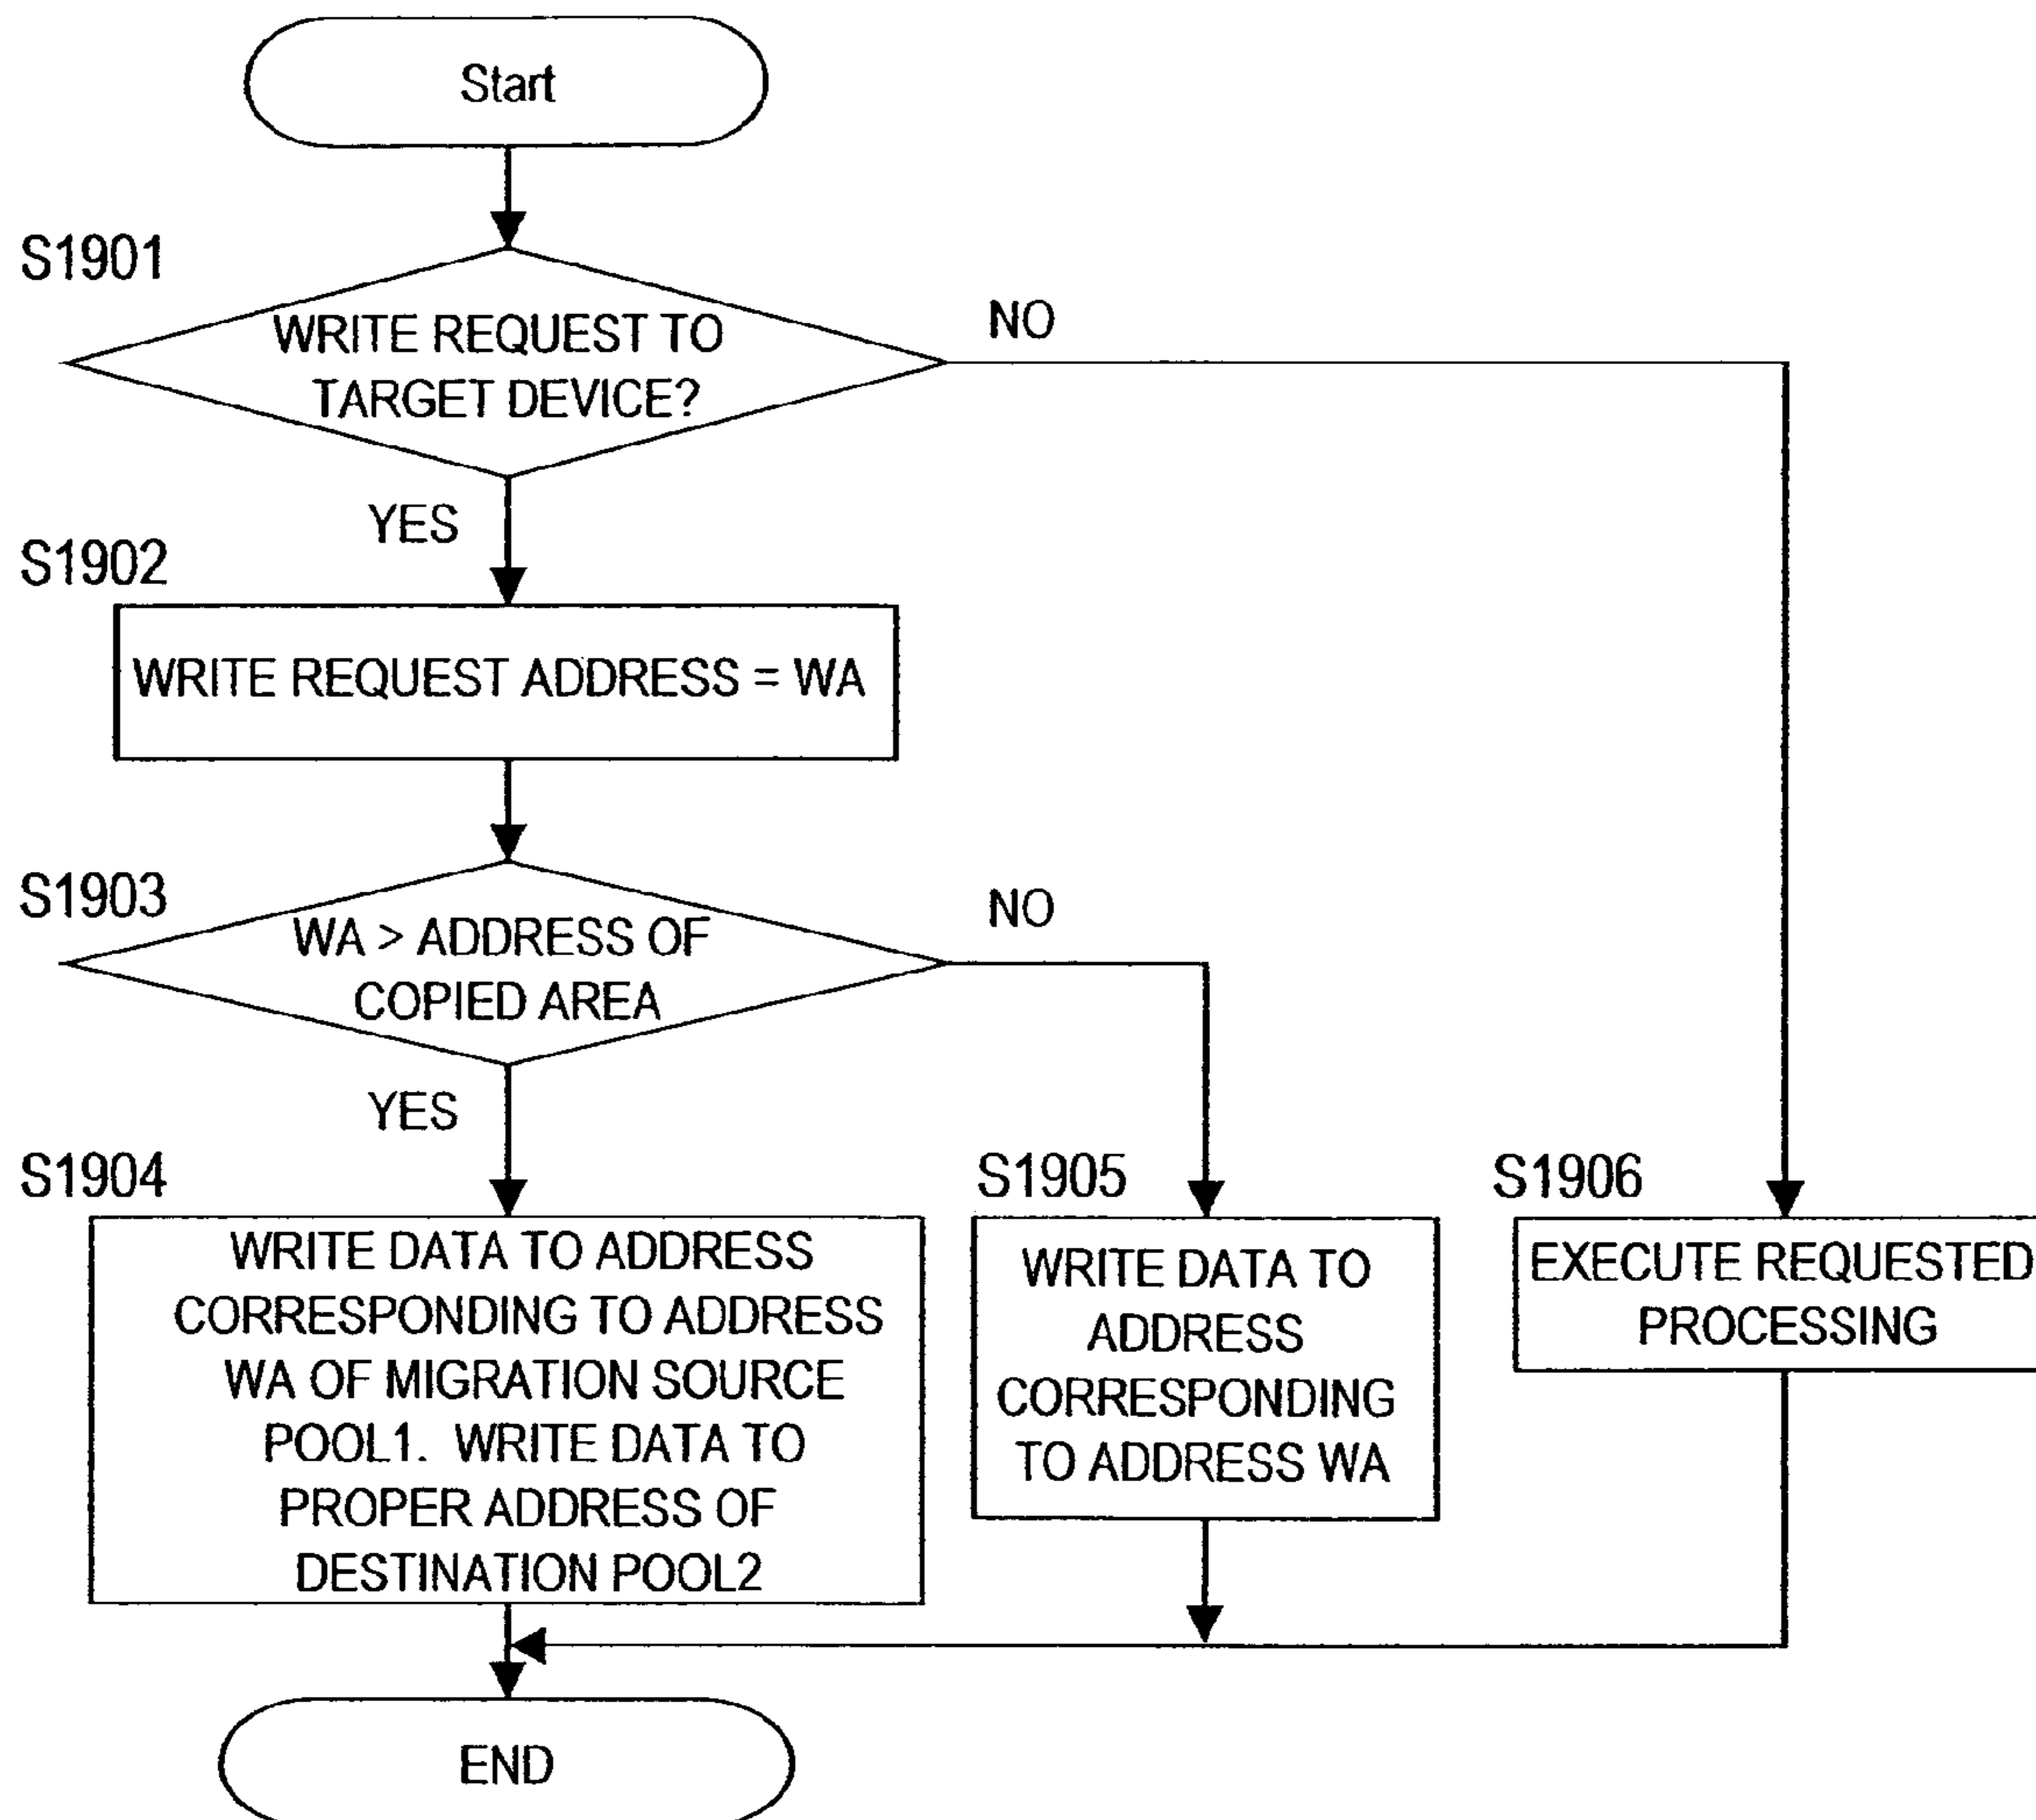 Start
S1901
WRITE REQUEST TO
TARGET DEVICE?
NO
YES
S1902
WRITE REQUEST ADDRESS = WA
S1903
WA > ADDRESS OF
COPIED AREA
NO
YES
S1904
WRITE DATA TO ADDRESS
CORRESPONDING TO ADDRESS
WA OF MIGRATION SOURCE
POOL1. WRITE DATA TO
PROPER ADDRESS OF
DESTINATION POOL2
S1905
WRITE DATA TO
ADDRESS
CORRESPONDING
TO ADDRESS WA
S1906
EXECUTE REQUESTED
PROCESSING
END